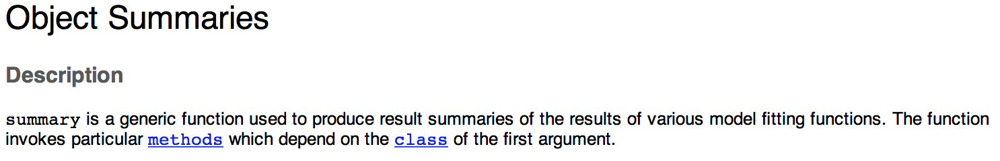 Object Summaries
Description
summary is a generic function used to produce result summaries of the results of various model fitting functions. The function
invokes particular methods which depend on the class of the first argument.